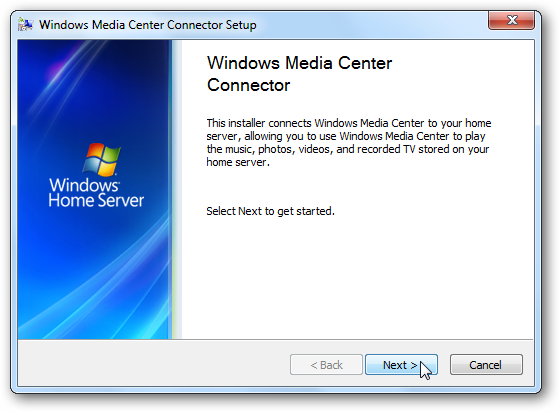 Windows Media Center Connector Setup
Windows Media Center
Connector
This installer connects Windows Media Center to your home
server, allowing you to use Windows Media Center to play
the music, photos, videos, and recorded TV stored on your
home server.
Windows
Home Server
Select Next to get started.
< Back
Next >
Cancel